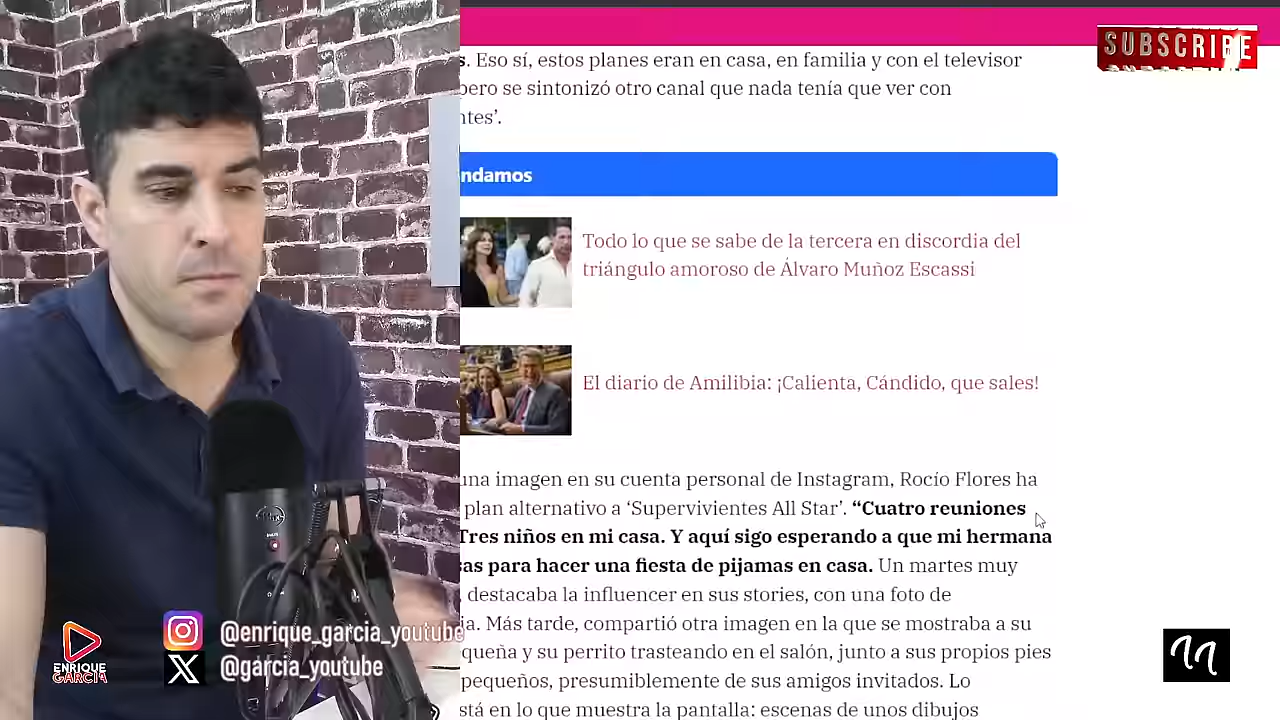 SUBSCRIBE
. Eso sí, estos planes eran en casa, en familia y con el televisor
pero se sintonizó otro canal que nada tenía que ver con
ntes’.
ndamos
Todo lo que se sabe de la tercera en discordia del
triángulo amoroso de Álvaro Muñoz Escassi
El diario de Amilibia: ¡Calienta, Cándido, que sales!
una imagen en su cuenta personal de Instagram, Rocío Flores ha
plan alternativo a ‘Supervivientes All Star’. “Cuatro reuniones
Tres niños en mi casa. Y aquí sigo esperando a que mi hermana
as para hacer una fiesta de pijamas en casa. Un martes muy
, destacaba la influencer en sus stories, con una foto de
ia. Más tarde, compartió otra imagen en la que se mostraba a su
queña y su perrito trasteando en el salón, junto a sus propios pies
pequeños, presumiblemente de sus amigos invitados. Lo
stá en lo que muestra la pantalla: escenas de unos dibujos
ENRIQUE
GARCIA
@enrique_garcia_youtube
@garcia_youtube